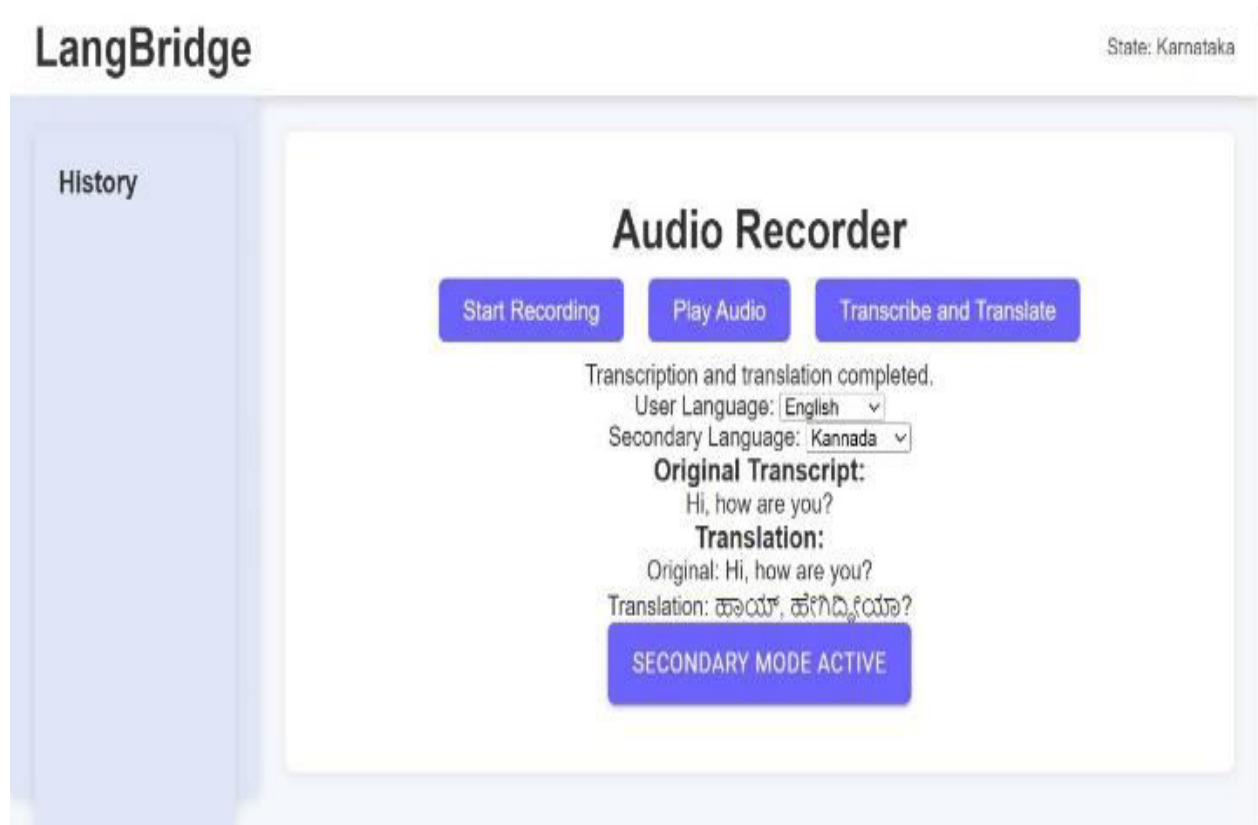 LangBridge
State: Karnataka
History
Audio Recorder
Start Recording
Play Audio
Transcribe and Translate
Transcription and translation completed.
User Language: English
Secondary Language: Kannada
Original Transcript:
Hi, how are you?
Translation:
Original: Hi, how are you?
Translation: ಹಾಯ್, ಹೇಗಿದ್ದೀಯಾ?
SECONDARY MODE ACTIVE